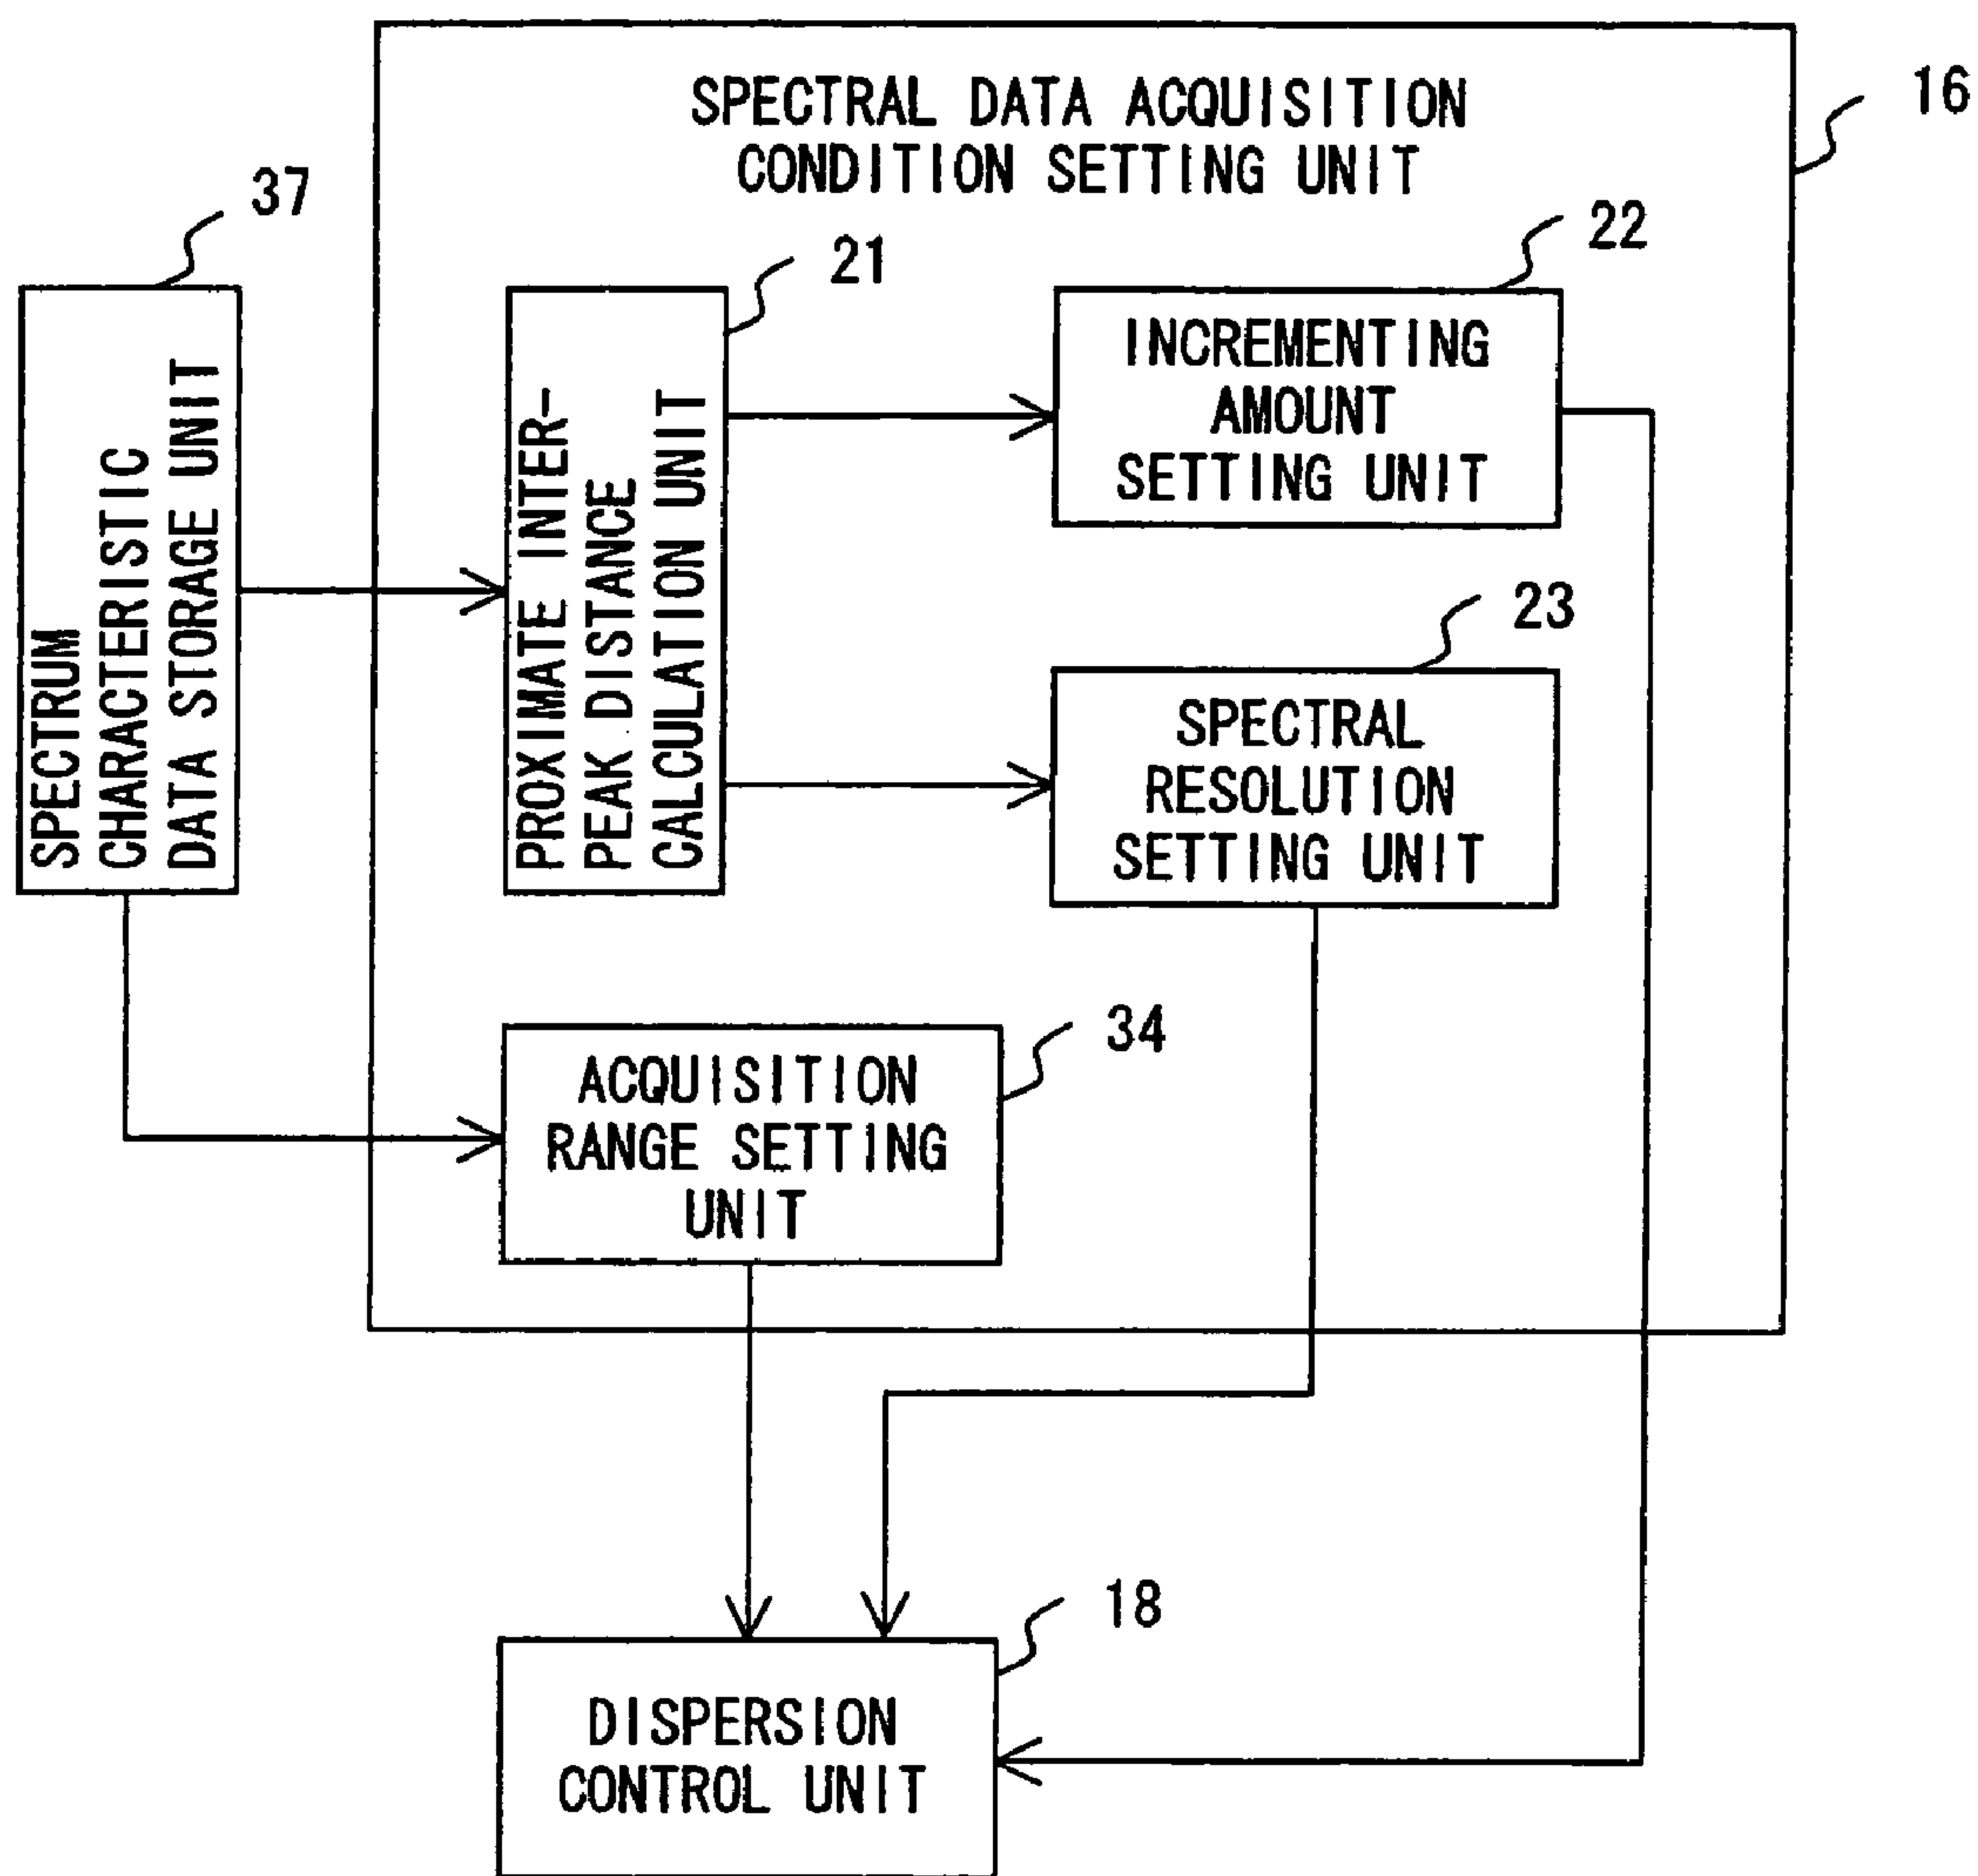 SPECTRAL DATA ACQUISITION
CONDITION SETTING UNIT
16
37
SPECTRUM
CHARACTERISTIC
DATA STORAGE UNIT
21
PROXIMATE INTER-
PEAK DISTANCE
CALCULATION UNIT
22
INCREMENTING
AMOUNT
SETTING UNIT
23
SPECTRAL
RESOLUTION
SETTING UNIT
34
ACQUISITION
RANGE SETTING
UNIT
18
DISPERSION
CONTROL UNIT